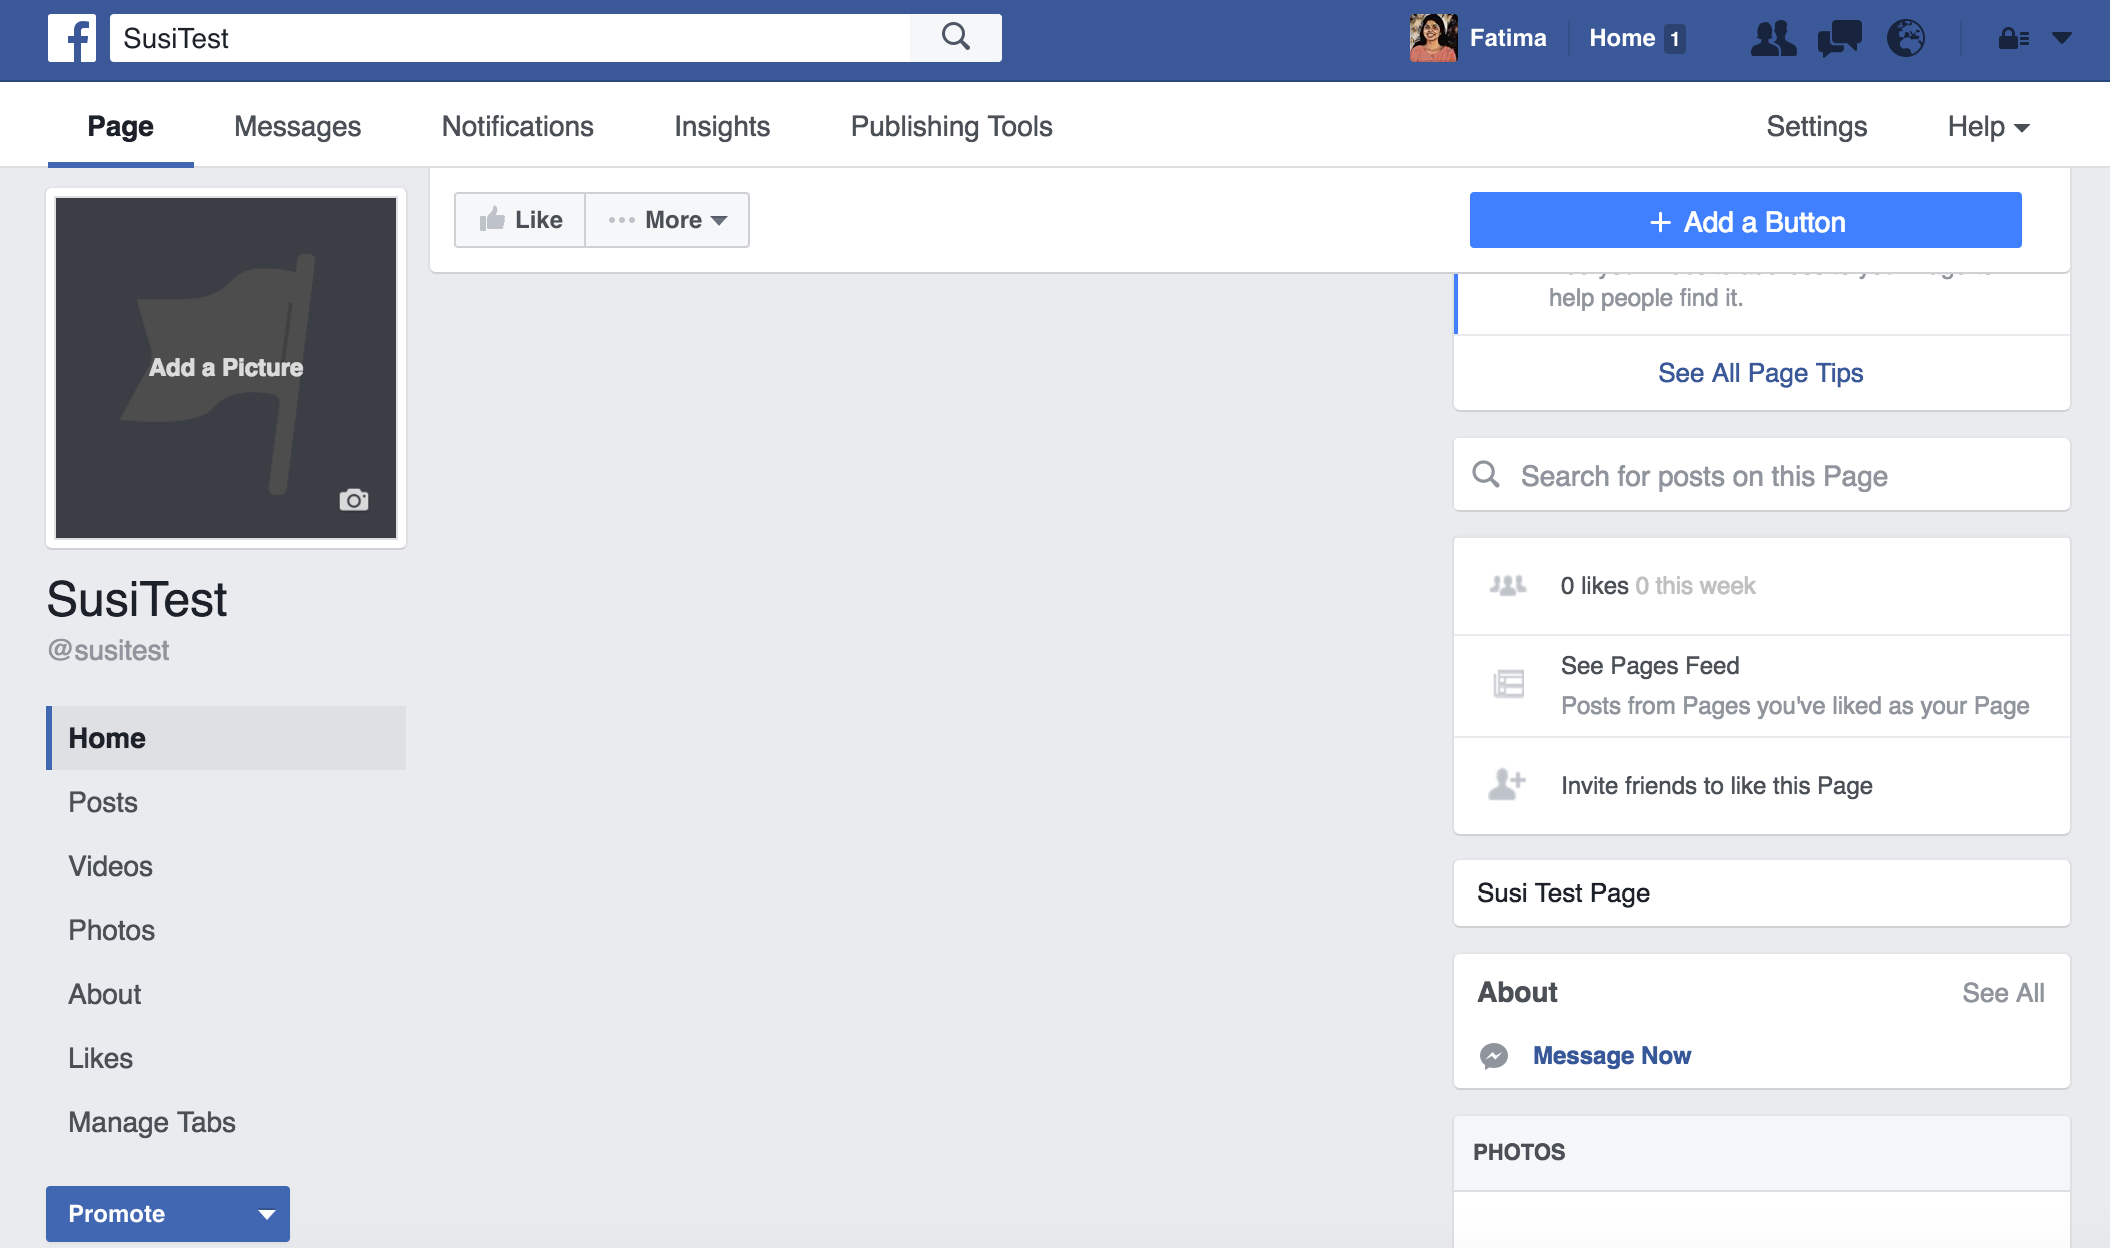 SusiTest
Fatima
Home 1
Page
Messages
Notifications
Insights
Publishing Tools
Settings
Help
Like
More
+ Add a Button
help people find it.
See All Page Tips
Add a Picture
Search for posts on this Page
SusiTest
@susitest
0 likes 0 this week
See Pages Feed
Posts from Pages you've liked as your Page
Invite friends to like this Page
Home
Posts
Videos
Photos
About
Likes
Manage Tabs
Promote
Susi Test Page
About
See All
Message Now
PHOTOS